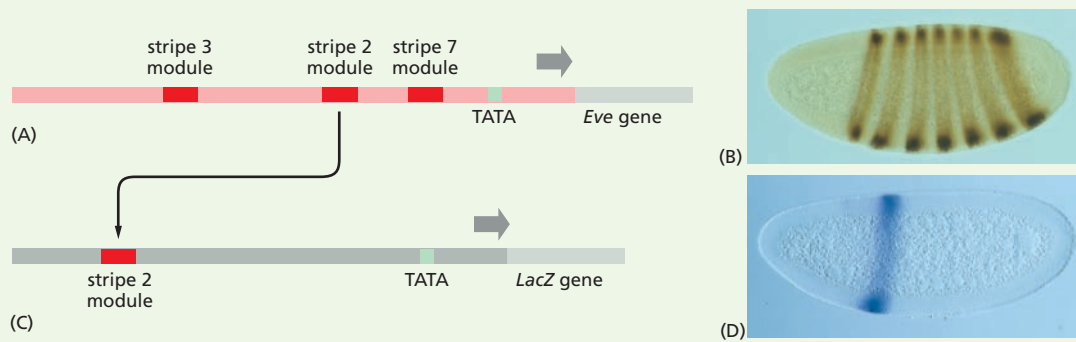 stripe 3
module
stripe 2
module
stripe 7
module
TATA
Eve gene
(A)
(B)
stripe 2
module
TATA
LacZ gene
(C)
(D)